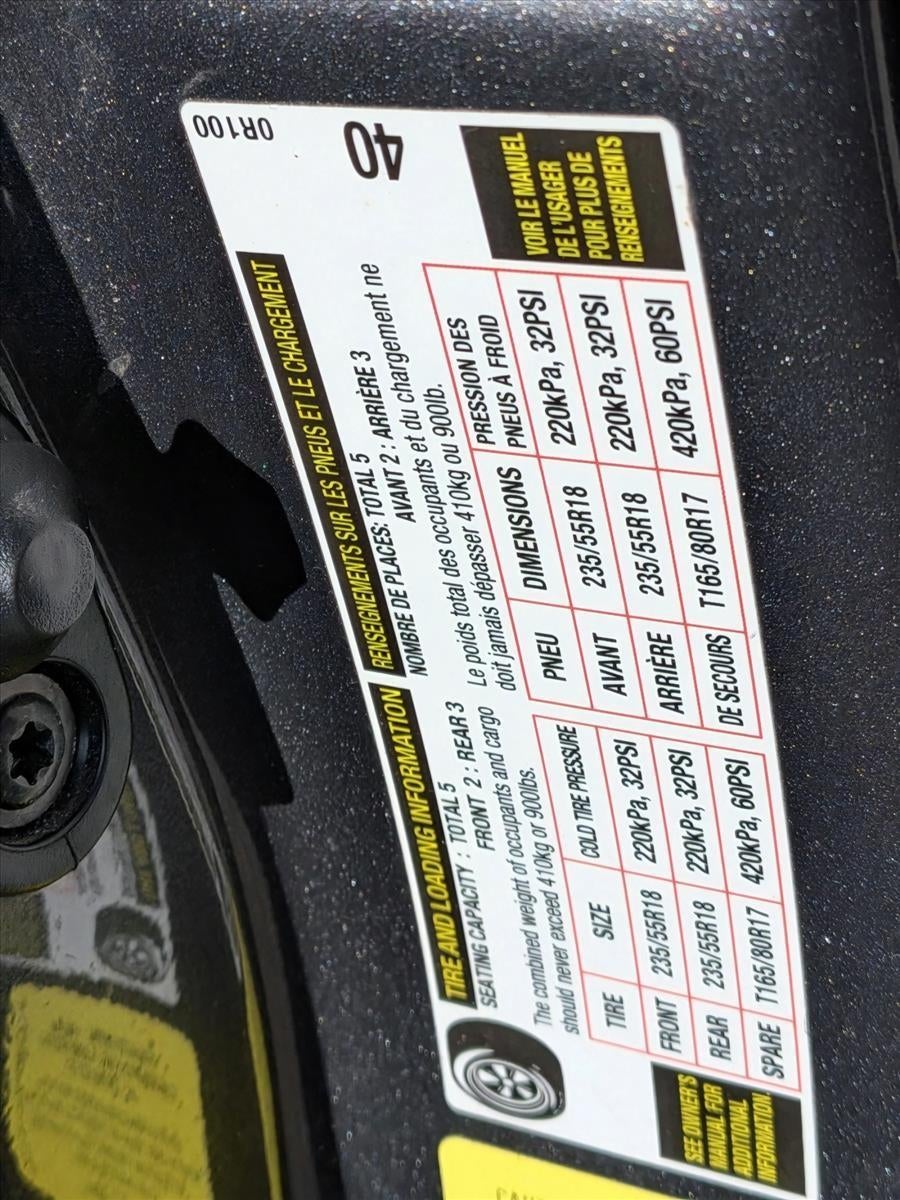 TIRE AND LOADING INFORMATION
SEATING CAPACITY : TOTAL 5
FRONT 2 : REAR 3
The combined weight of occupants and cargo
should never exceed 410kg or 900lbs.
TIRE SIZE COLD TIRE PRESSURE
FRONT 235/55R18 220kPa, 32PSI
REAR 235/55R18 220kPa, 32PSI
SPARE T165/80R17 420kPa, 60PSI
SEE OWNER'S
MANUAL FOR
ADDITIONAL
INFORMATION.
RENSEIGNEMENTS SUR LES PNEUS ET LE CHARGEMENT
NOMBRE DE PLACES: TOTAL 5
AVANT 2 : ARRIÈRE 3
Le poids total des occupants et du chargement ne
doit jamais dépasser 410kg ou 900lb.
PNEU DIMENSIONS PRESSION DES
PNEUS À FROID
AVANT 235/55R18 220kPa, 32PSI
ARRIÈRE 235/55R18 220kPa, 32PSI
DE SECOURS T165/80R17 420kPa, 60PSI
VOIR LE MANUEL
DE L'USAGER
POUR PLUS DE
RENSEIGNEMENTS
0R100
40